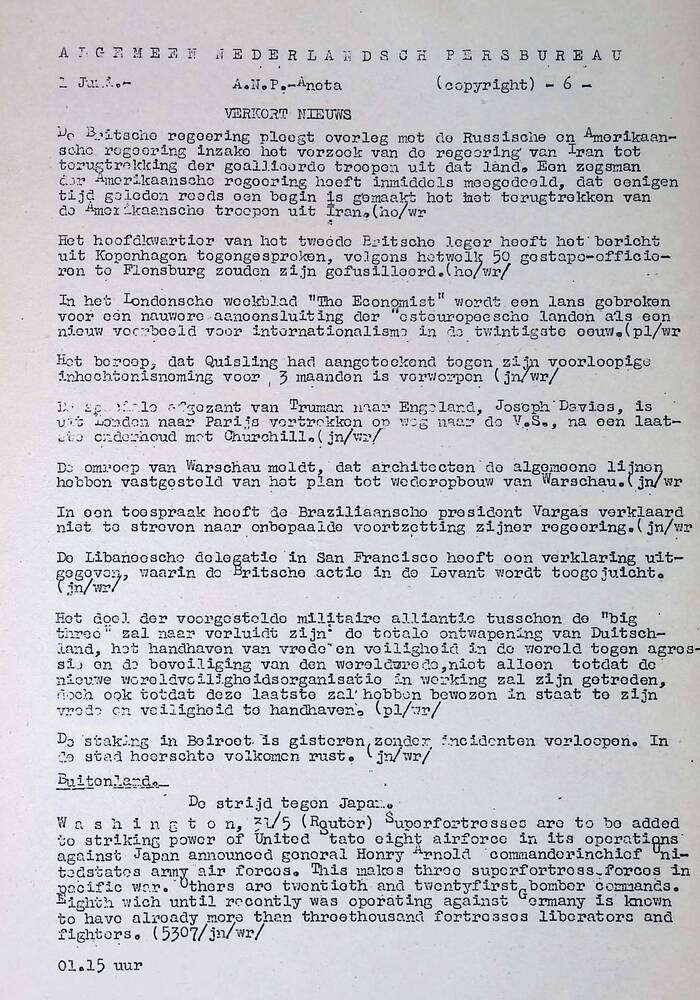 ALGEMEEN NEDERLANDSCH PERSBUREAU
1 Juni.- A.N.P.-Anota (copyright) - 6 -
VERKORT NIEUWS
De Britsche regeering pleegt overleg met de Russische en Amerikaan-
sche regeering inzake het verzoek van de regeering van Iran tot
terugtrekking der geallieerde troepen uit dat land. Een zegsman
der Amerikaansche regeering heeft inmiddels meegedeeld, dat eenigen
tijd geleden reeds een begin is gemaakt het met terugtrekken van
de Amerikaansche troepen uit Iran.(ho/wr
Het hoofdkwartier van het tweede Britsche leger heeft het bericht
uit Kopenhagen tegengesproken, volgens hetwelk 50 gestapo-officie-
ren te Flensburg zouden zijn gefusilleerd.(ho/wr/
In het Londensche weekblad "The Economist" wordt een lans gebroken
voor een nauwere aaneensluiting der "esteuropeesche landen als een
nieuw voorbeeld voor internationalisme in de twintigste eeuw.(pl/wr
Het beroep, dat Quisling had aangeteekend tegen zijn voorloopige
inhechtenisneming voor 3 maanden is verworpen (jn/wr/
De speciale afgezant van Truman naar Engeland, Joseph Davies, is
uit Londen naar Parijs vertrekken op weg naar de V.S., na een laat-
ste onderhoud met Churchill.(jn/wr/
De omroep van Warschau meldt, dat architecten de algemeene lijnen
hebben vastgesteld van het plan tot wederopbouw van Warschau.(jn/wr
In een toespraak heeft de Braziliaansche president Vargas verklaard
niet te streven naar onbepaalde voortzetting zijner regeering.(jn/wr
De Libaneesche delegatie in San Francisco heeft een verklaring uit-
gegeven, waarin de Britsche actie in de Levant wordt toegejuicht.
(jn/wr/
Het doel der voorgestelde militaire alliantie tusschen de "big
three" zal naar verluidt zijn: de totale ontwapening van Duitsch-
land, het handhaven van vrede en veiligheid in de wereld tegen agres-
sie en de beveiliging van den wereldvrede,niet alleen totdat de
nieuwe wereldveiligheidsorganisatie in werking zal zijn getreden,
doch ook totdat deze laatste zal hebben bewezen in staat te zijn
vrede en veiligheid te handhaven. (pl/wr/
De staking in Beiroet is gisteren zonder incidenten verloopen. In
de stad heerschte volkomen rust. (jn/wr/
Buitenland.
De strijd tegen Japan.
Washington, 31/5 (Reuter) Superfortresses are to be added
to striking power of United State eight airforce in its operations
against Japan announced general Henry Arnold commanderinchief Uni-
tedstates army air forces. This makes three superfortress forces in
pacific war. Others are twentieth and twentyfirst bomber commands.
Eighth wich until recently was operating against Germany is known
to have already more than threethousand fortresses liberators and
fighters. (5307/jn/wr/
01.15 uur